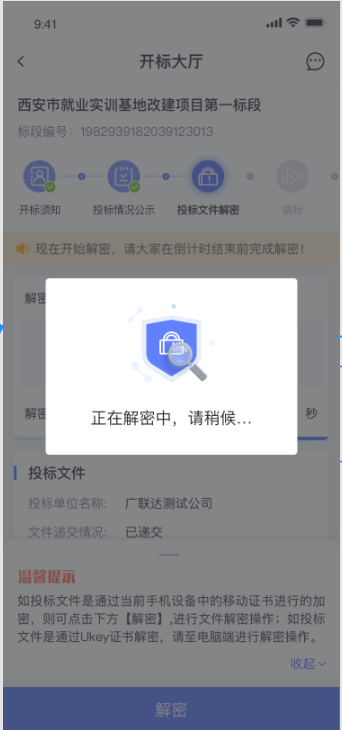 9:41
开标大厅
西安市就业实训基地改建项目第一标段
标段编号：1982939182039123013
开标须知
投标情况公示
投标文件解密
唱标
现在开始解密，请大家在倒计时结束前完成解密！
解密
正在解密中，请稍候...
解密
秒
投标文件
投标单位名称: 广联达测试公司
文件递交情况: 已递交
温馨提示
如投标文件是通过当前手机设备中的移动证书进行的加
密，则可点击下方【解密】,进行文件解密操作；如投标
文件是通过Ukey证书解密，请至电脑端进行解密操作。
收起
解密